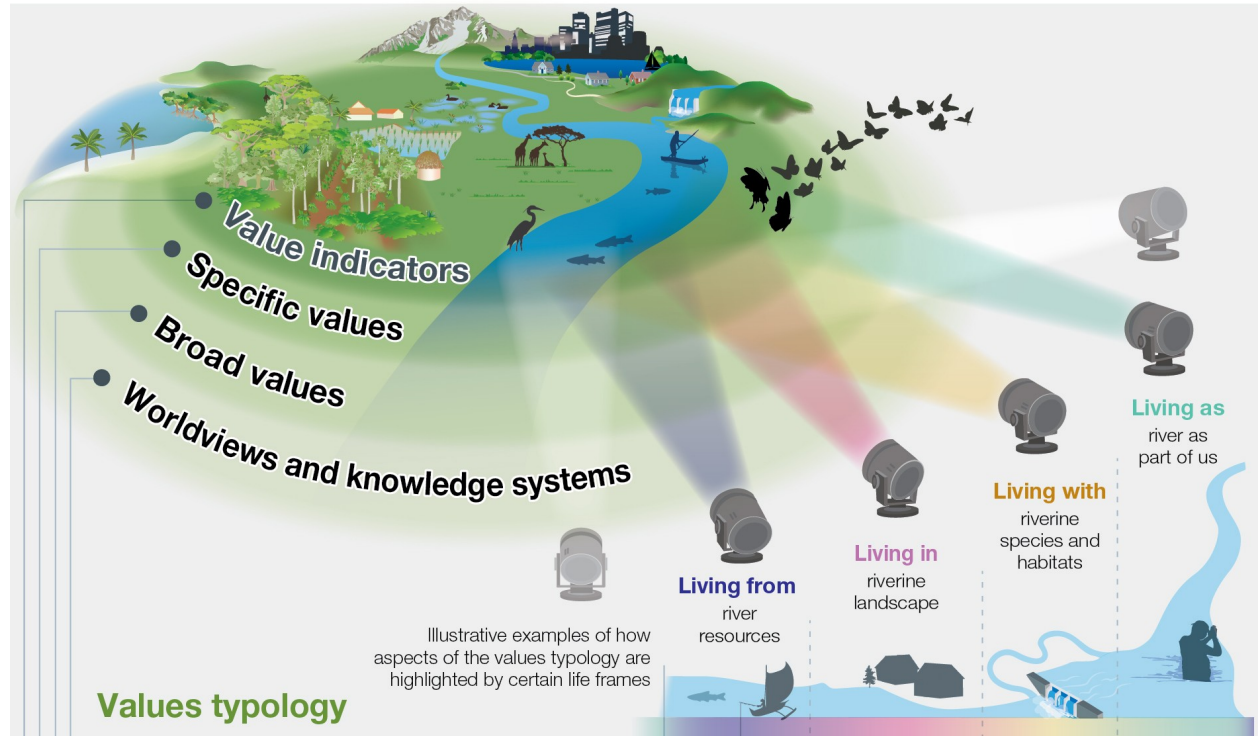 Value indicators
Specific values
Broad values
Worldviews and knowledge systems
Living as
river as
part of us
Living with
riverine
species and
habitats
Living in
riverine
landscape
Living from
river
resources
Illustrative examples of how
aspects of the values typology are
highlighted by certain life frames
Values typology